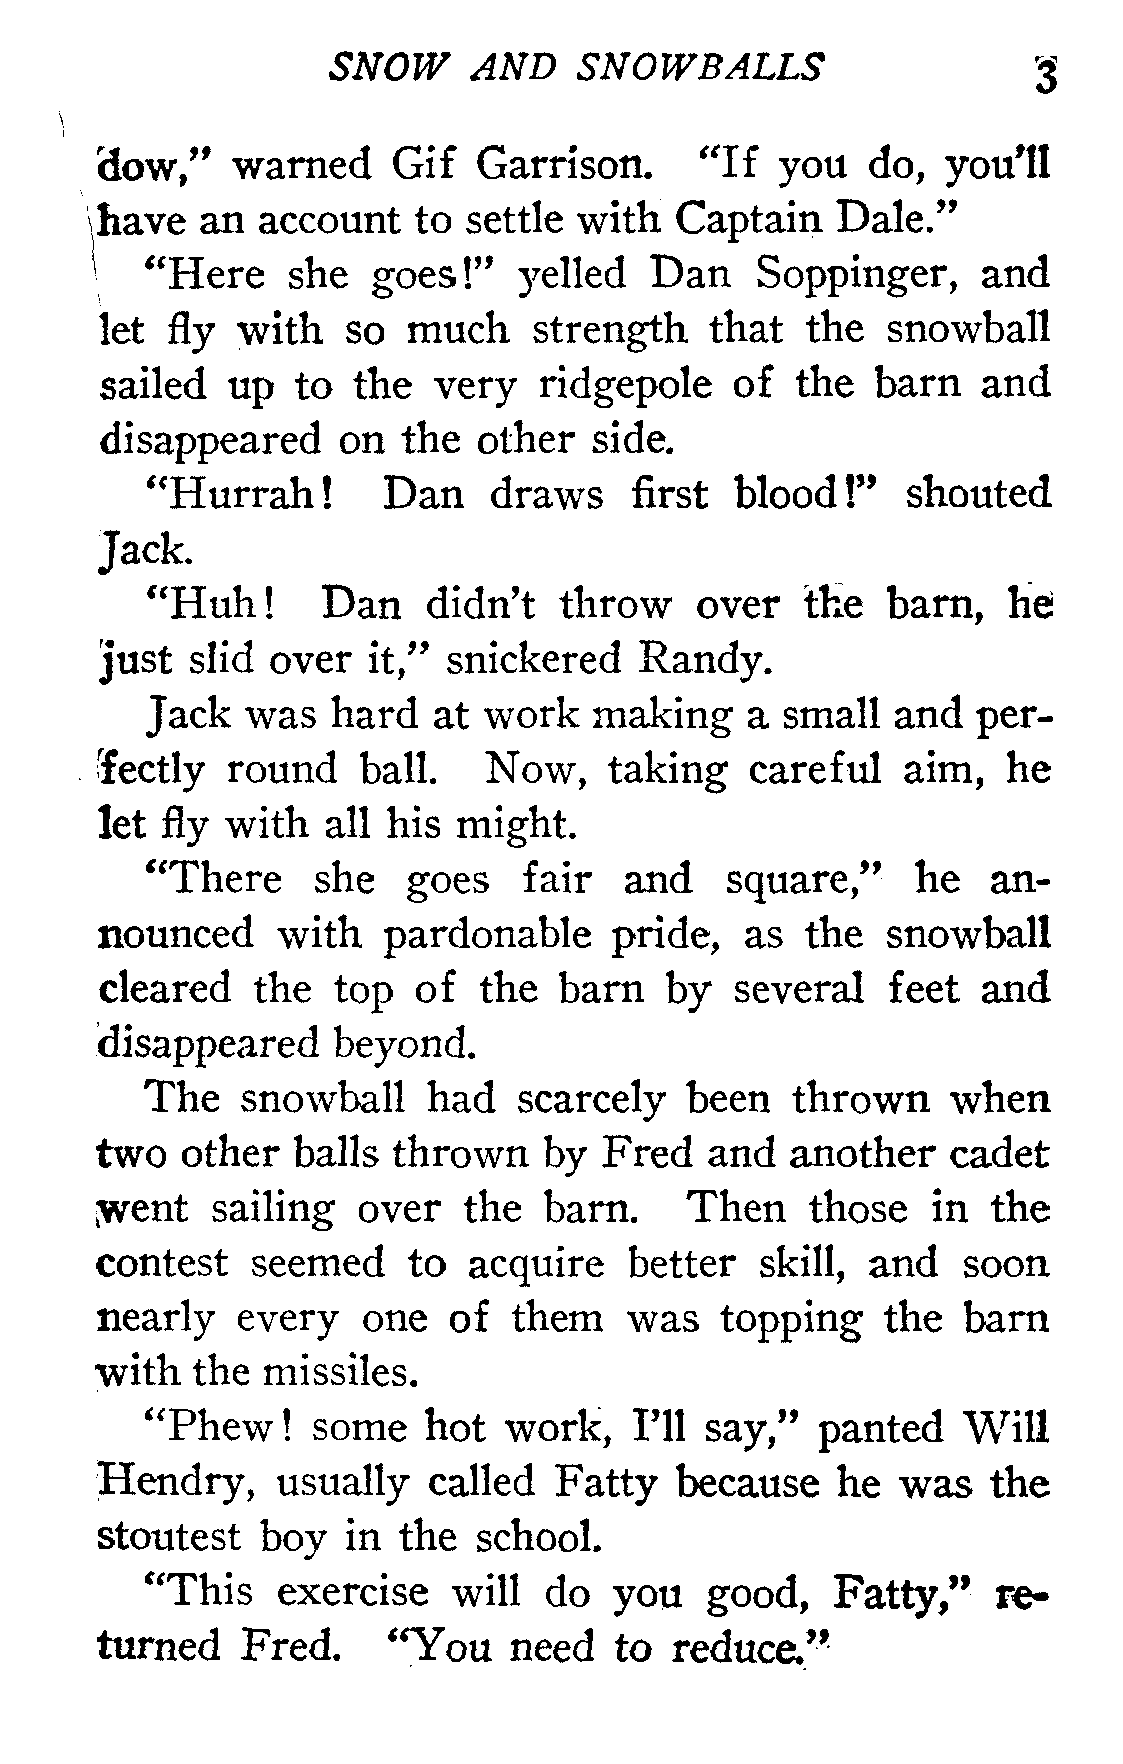 SNOW AND SNOWBALLS 3
dow," warned Gif Garrison. "If you do, you'll
have an account to settle with Captain Dale."
"Here she goes!" yelled Dan Soppinger, and
let fly with so much strength that the snowball
sailed up to the very ridgepole of the barn and
disappeared on the other side.
"Hurrah! Dan draws first blood!" shouted
Jack.
"Huh! Dan didn't throw over the barn, he
just slid over it," snickered Randy.
Jack was hard at work making a small and per-
fectly round ball. Now, taking careful aim, he
let fly with all his might.
"There she goes fair and square," he an-
nounced with pardonable pride, as the snowball
cleared the top of the barn by several feet and
disappeared beyond.
The snowball had scarcely been thrown when
two other balls thrown by Fred and another cadet
went sailing over the barn. Then those in the
contest seemed to acquire better skill, and soon
nearly every one of them was topping the barn
with the missiles.
"Phew! some hot work, I'll say," panted Will
Hendry, usually called Fatty because he was the
stoutest boy in the school.
"This exercise will do you good, Fatty," re-
turned Fred. "You need to reduce."